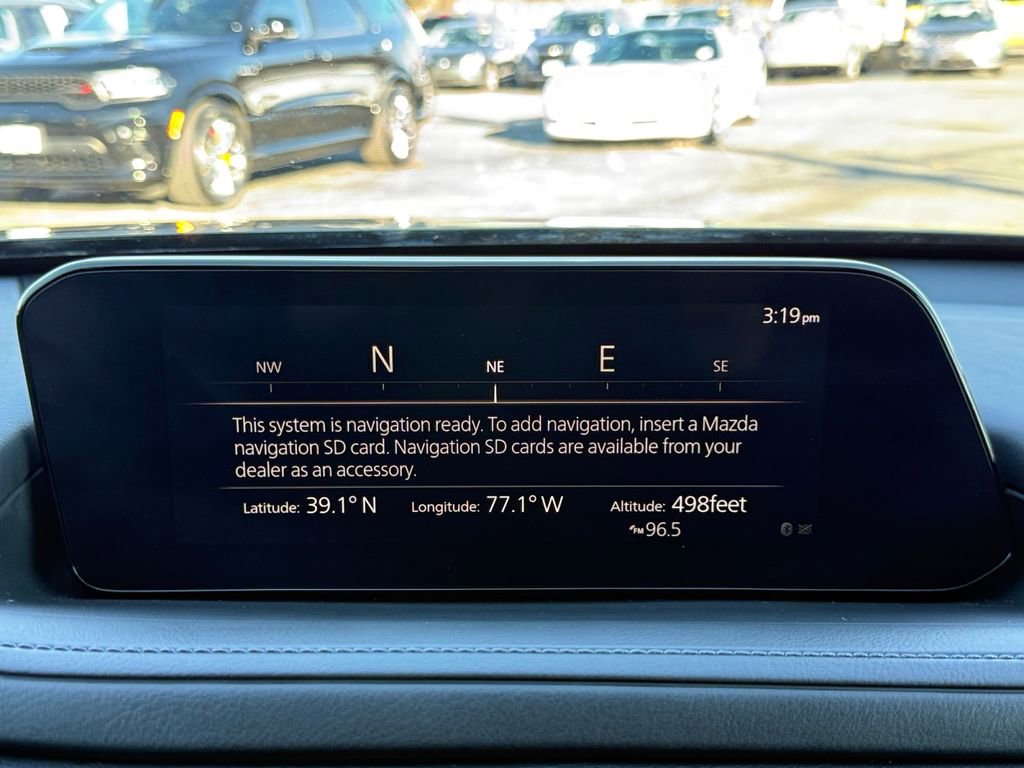 3:19pm
NW N NE E SE
This system is navigation ready. To add navigation, insert a Mazda
navigation SD card. Navigation SD cards are available from your
dealer as an accessory.
Latitude: 39.1° N Longitude: 77.1° W Altitude: 498feet
FM 96.5